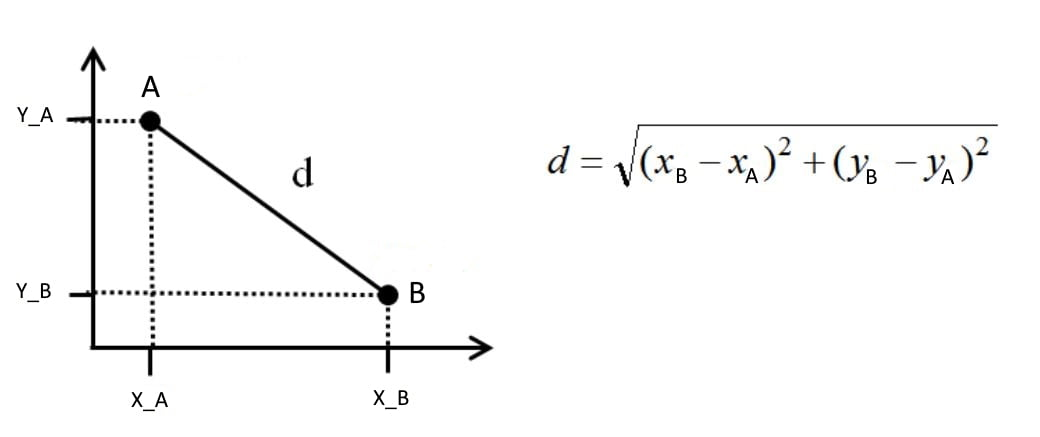 A
Y_A
d
d = √(x_B − x_A)² + (y_B − y_A)²
Y_B
B
X_A
X_B